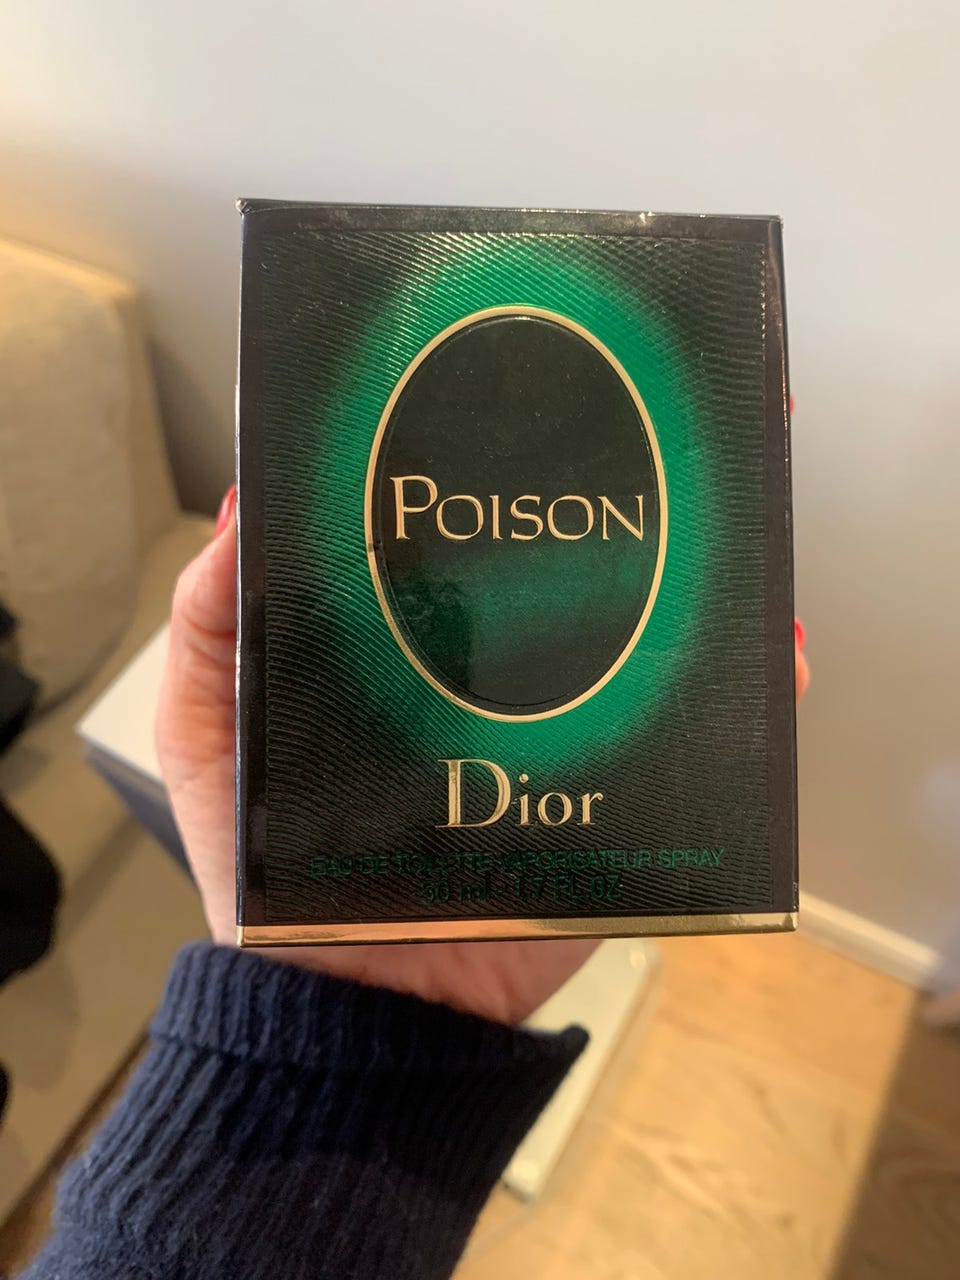 POISON
Dior
EAU DE TOILETTE VAPORISATEUR SPRAY
50 ml - 1.7 FL.OZ